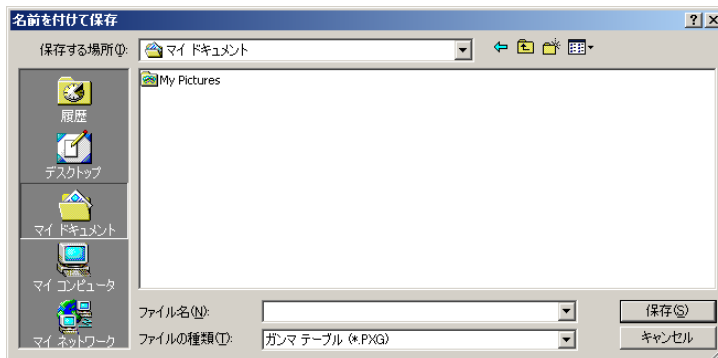 名前を付けて保存
保存する場所(I): マイ ドキュメント
履歴
デスクトップ
マイ ドキュメント
マイ コンピュータ
マイ ネットワーク
My Pictures
ファイル名(N): 保存(S)
ファイルの種類(T): ガンマ テーブル (*.PXG) キャンセル